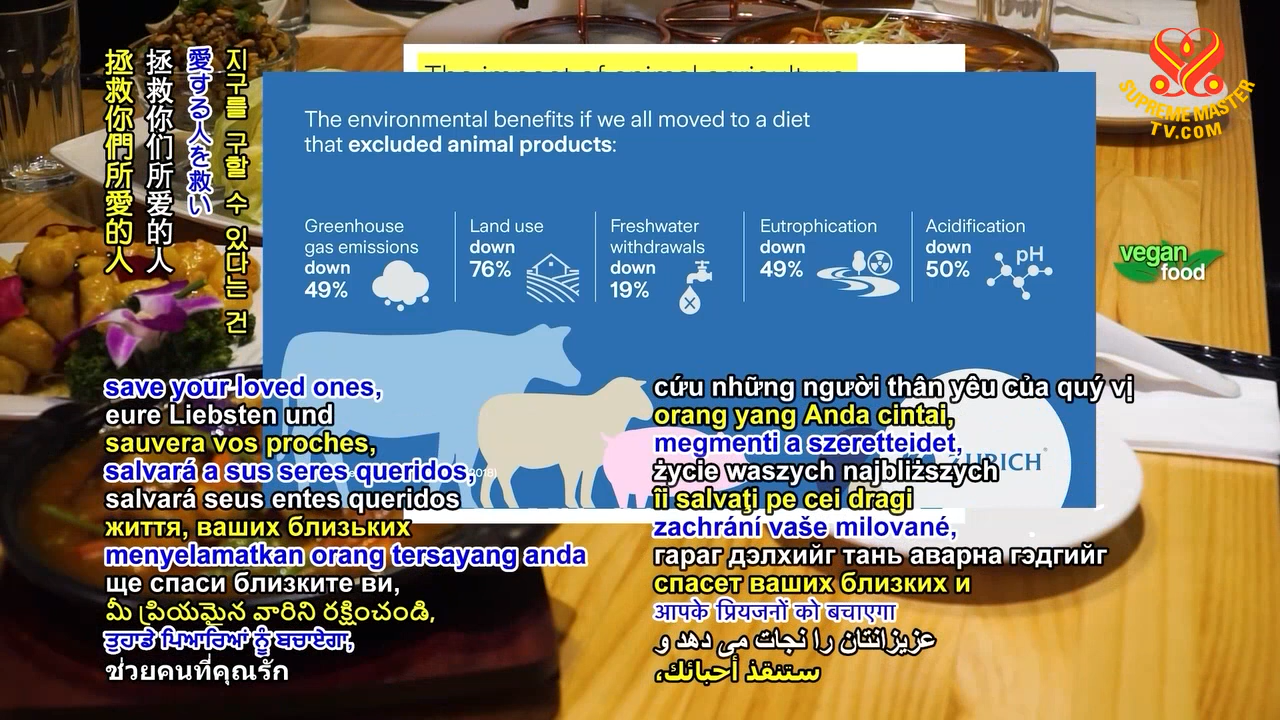 拯救你們所愛的人
拯救你们所爱的人
愛する人を救い
지구를 구할 수 있다는 건
The impact of animal agriculture
The environmental benefits if we all moved to a diet
that excluded animal products:
Greenhouse
gas emissions
down
49%
Land use
down
76%
Freshwater
withdrawals
down
19%
Eutrophication
down
49%
Acidification
down
50%
pH
2018)
ZURICH®
SUPREME MASTER
TV.COM
vegan
food
save your loved ones,
eure Liebsten und
sauvera vos proches,
salvará a sus seres queridos,
salvará seus entes queridos
життя, ваших близьких
menyelamatkan orang tersayang anda
ще спаси близките ви,
మీ ప్రియమైన వారిని రక్షించండి,
ਤੁਹਾਡੇ ਪਿਆਰਿਆਂ ਨੂੰ ਬਚਾਏਗਾ,
ช่วยคนที่คุณรัก
cứu những người thân yêu của quý vị
orang yang Anda cintai,
megmenti a szeretteidet,
życie waszych najbliższych
îi salvaţi pe cei dragi
zachrání vaše milované,
гараг дэлхийг тань аварна гэдгийг
спасет ваших близких и
आपके प्रियजनों को बचाएगा
عزیزانتان را نجات می دهد و
ستنقذ أحبائك،